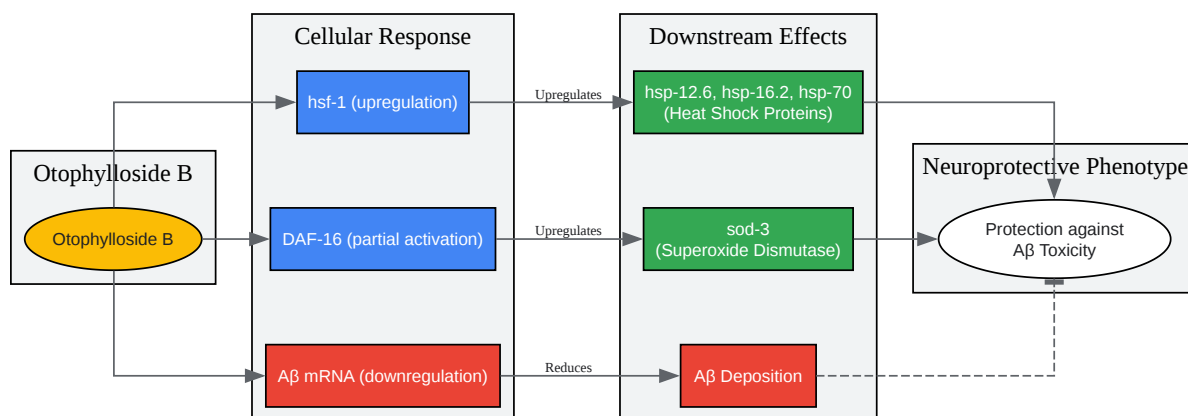 Cellular Response
Downstream Effects
hsf-1 (upregulation)
Upregulates
hsp-12.6, hsp-16.2, hsp-70
(Heat Shock Proteins)
Otophylloside B
Neuroprotective Phenotype
Otophylloside B
DAF-16 (partial activation)
Upregulates
sod-3
(Superoxide Dismutase)
Protection against
Aβ Toxicity
Aβ mRNA (downregulation)
Reduces
Aβ Deposition